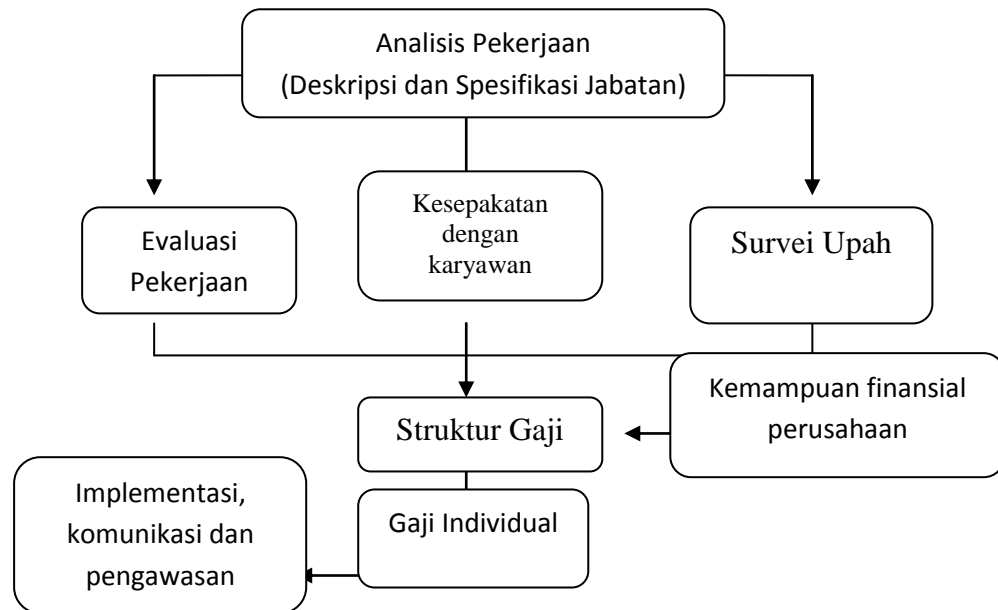 Analisis Pekerjaan
(Deskripsi dan Spesifikasi Jabatan)
Evaluasi
Pekerjaan
Kesepakatan
dengan
karyawan
Survei Upah
Kemampuan finansial
perusahaan
Struktur Gaji
Gaji Individual
Implementasi,
komunikasi dan
pengawasan